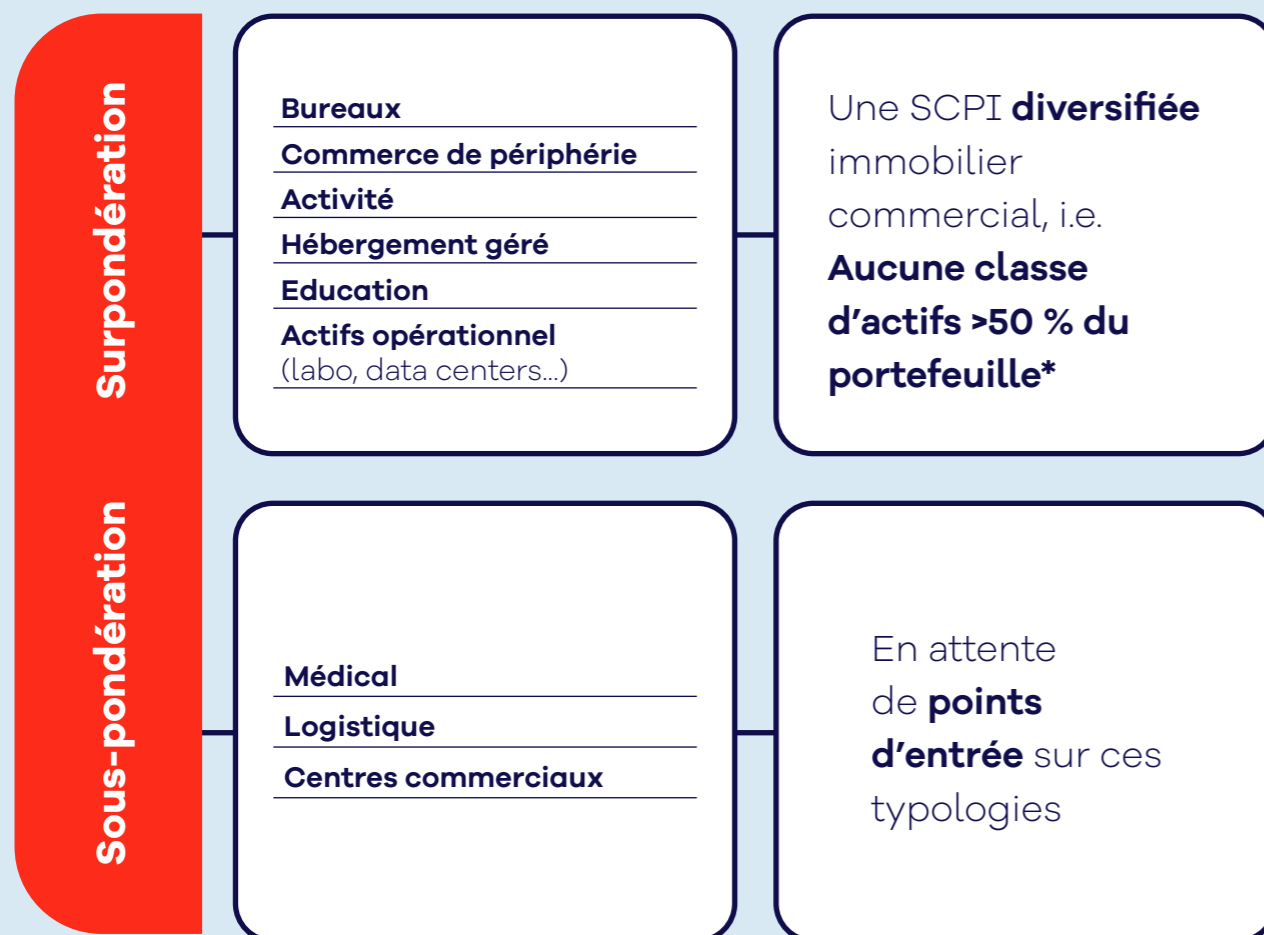 Surpondération
Bureaux
Commerce de périphérie
Activité
Hébergement géré
Education
Actifs opérationnel
(labo, data centers...)
Une SCPI diversifiée
immobilier
commercial, i.e.
Aucune classe
d’actifs >50 % du
portefeuille*
Sous-pondération
Médical
Logistique
Centres commerciaux
En attente
de points
d’entrée sur ces
typologies